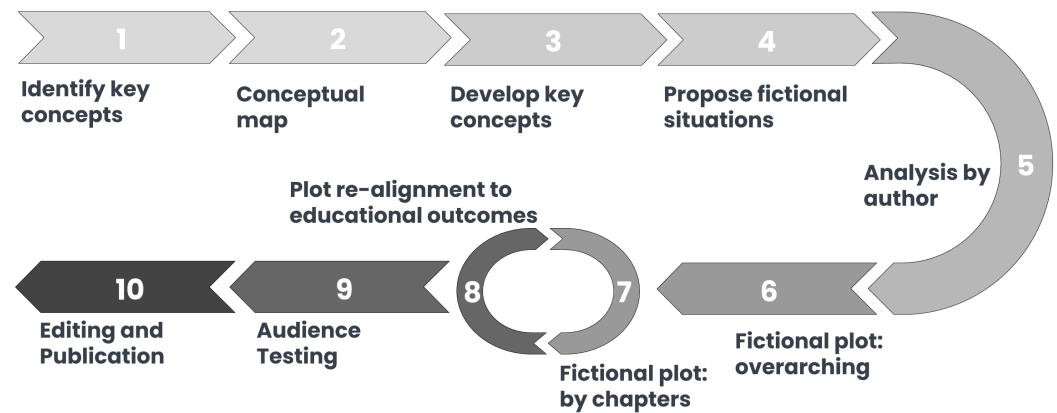 1
Identify key
concepts
2
Conceptual
map
3
Develop key
concepts
4
Propose fictional
situations
5
Analysis by
author
6
Fictional plot:
overarching
7
Fictional plot:
by chapters
8
Plot re-alignment to
educational outcomes
9
Audience
Testing
10
Editing and
Publication